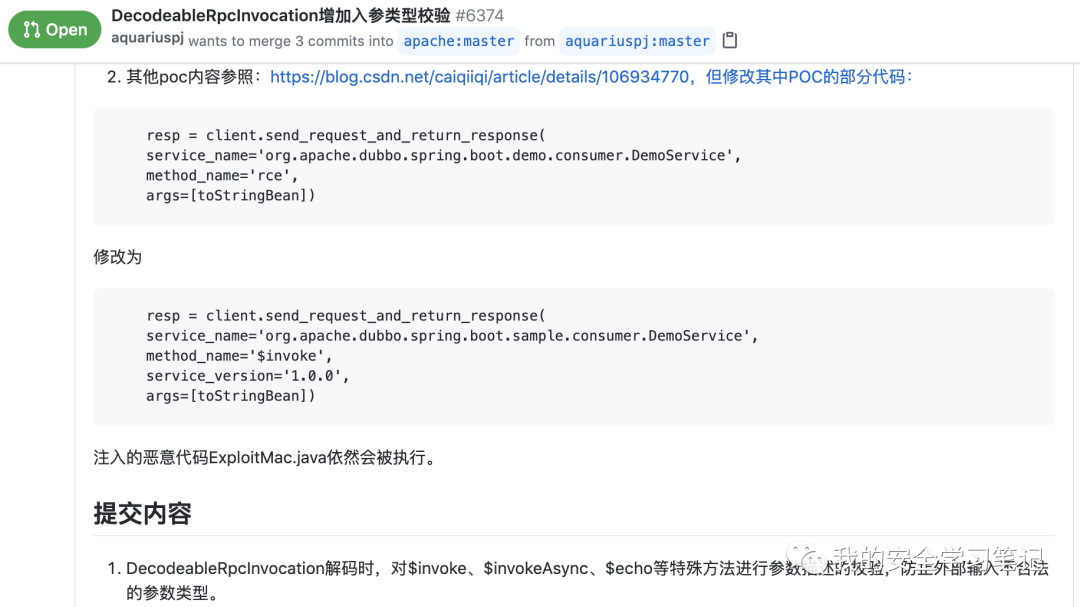 Open
DecodeableRpcInvocation增加入参类型校验 #6374
aquariuspj wants to merge 3 commits into apache:master from aquariuspj:master
2. 其他poc内容参照：https://blog.csdn.net/caiqiiqi/article/details/106934770，但修改其中POC的部分代码：
resp = client.send_request_and_return_response(
service_name='org.apache.dubbo.spring.boot.demo.consumer.DemoService',
method_name='rce',
args=[toStringBean])
修改为
resp = client.send_request_and_return_response(
service_name='org.apache.dubbo.spring.boot.sample.consumer.DemoService',
method_name='$invoke',
service_version='1.0.0',
args=[toStringBean])
注入的恶意代码ExploitMac.java依然会被执行。
提交内容
1. DecodeableRpcInvocation解码时，对$invoke、$invokeAsync、$echo等特殊方法进行参数描述的校验，防止外部输入不合法
的参数类型。
我的安全学习笔记